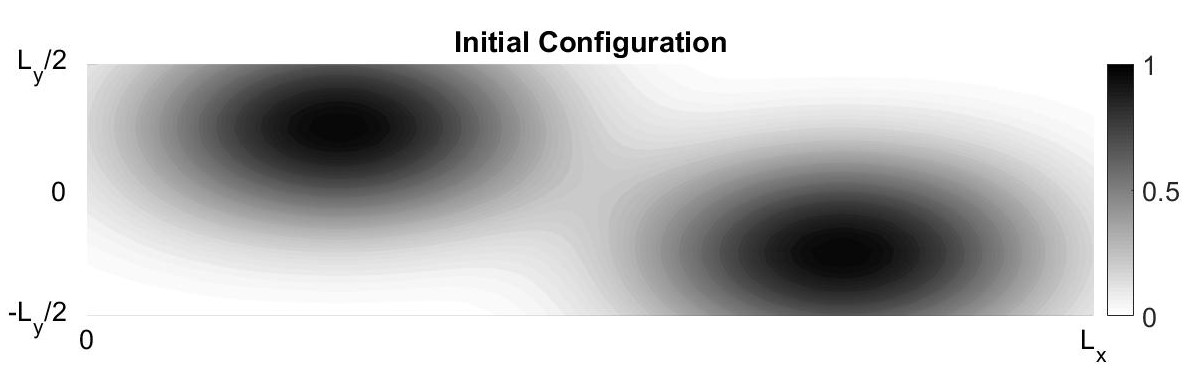 Initial Configuration
L_y/2
0
-L_y/2
0
L_x
1
0.5
0